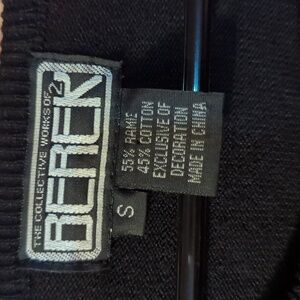 THE COLLECTIVE WORKS OF
BEREK 2
S
55% RAMIE
45% COTTON
EXCLUSIVE OF
DECORATION
MADE IN CHINA